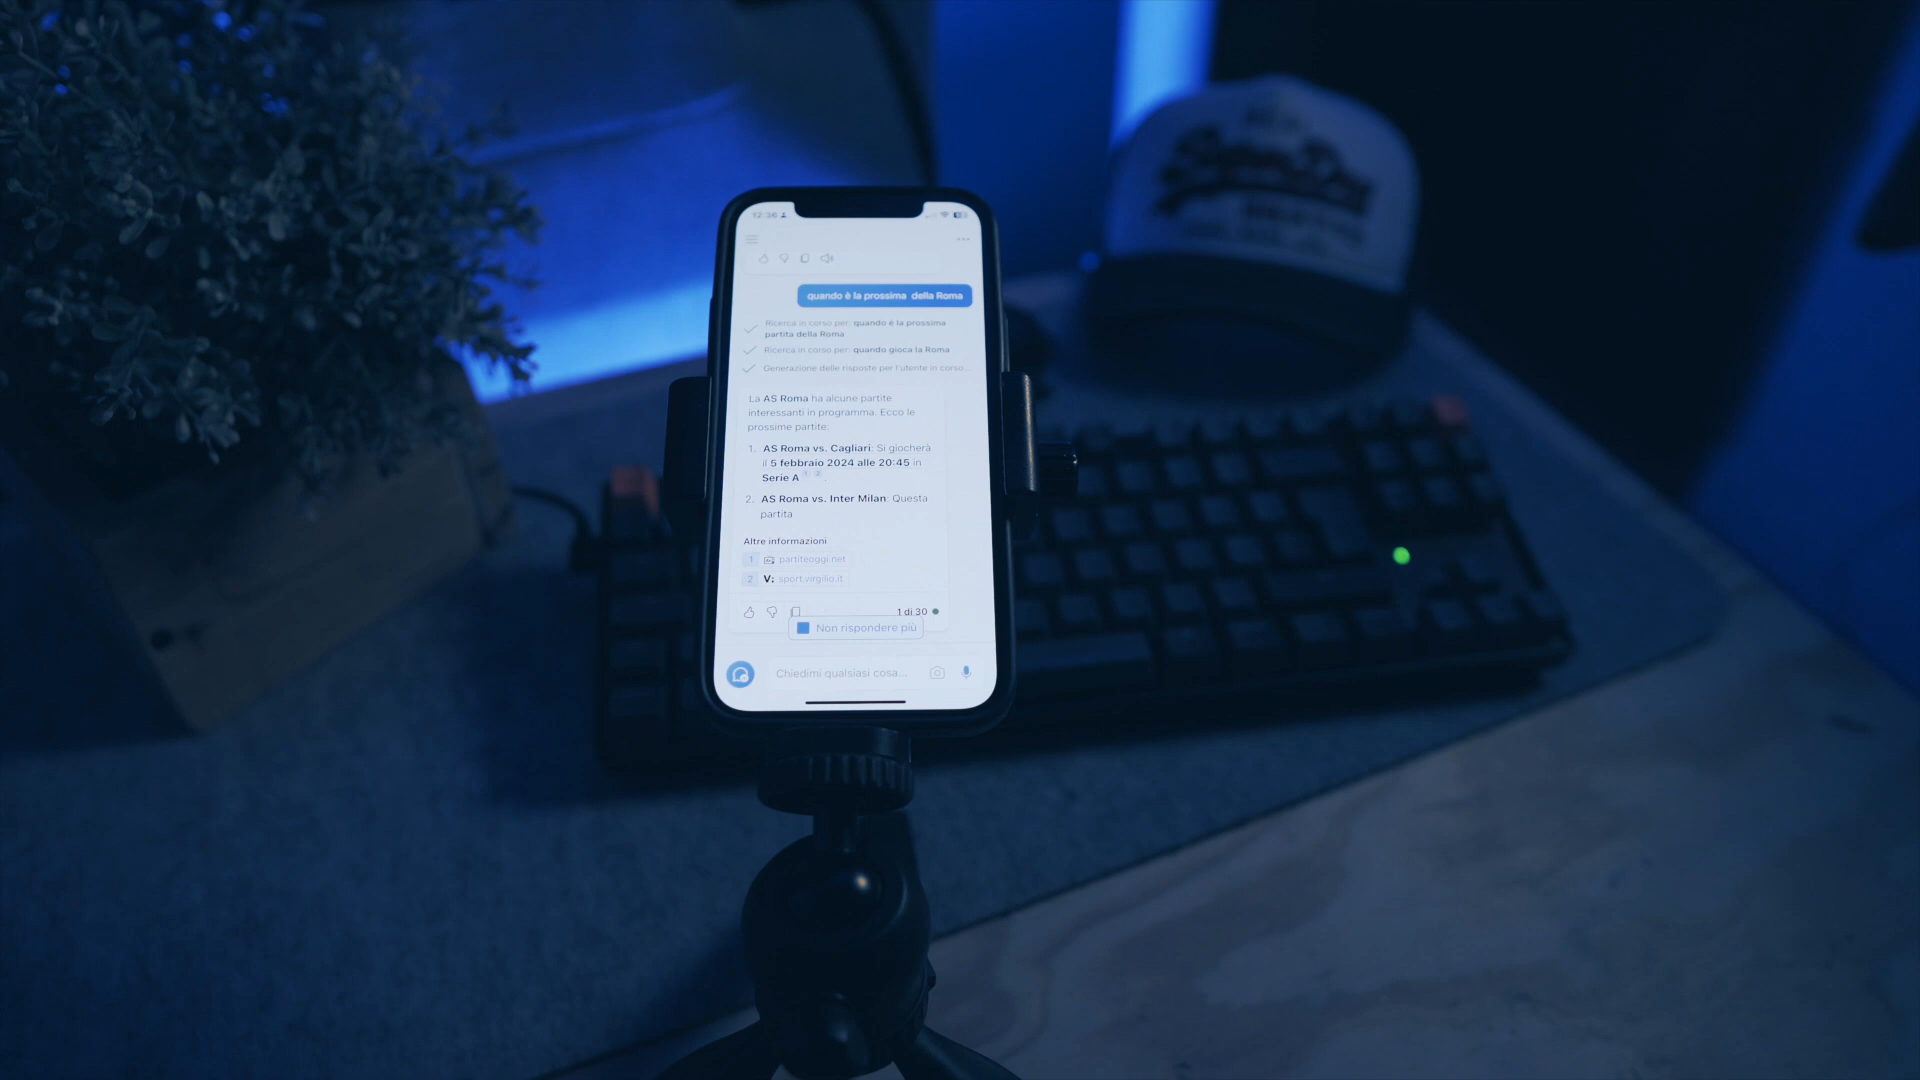 12:36
quando è la prossima della Roma
Ricerca in corso per: quando è la prossima
partita della Roma
Ricerca in corso per: quando gioca la Roma
Generazione delle risposte per l'utente in corso...
La AS Roma ha alcune partite
interessanti in programma. Ecco le
prossime partite:
1. AS Roma vs. Cagliari: Si giocherà
il 5 febbraio 2024 alle 20:45 in
Serie A 1 2.
2. AS Roma vs. Inter Milan: Questa
partita
Altre informazioni
1 partiteoggi.net
2 V: sport.virgilio.it
1 di 30
Non rispondere più
Chiedimi qualsiasi cosa...